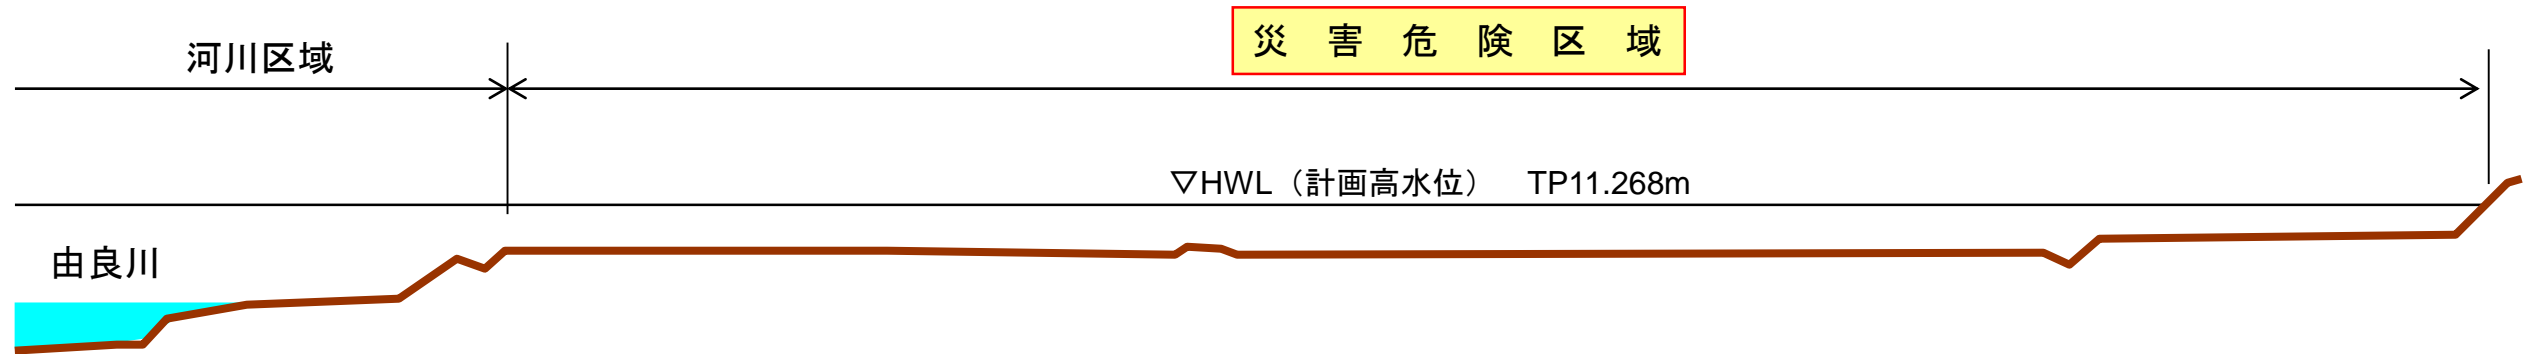 災　害　危　険　区　域
河川区域
▽HWL（計画高水位）　TP11.268m
由良川